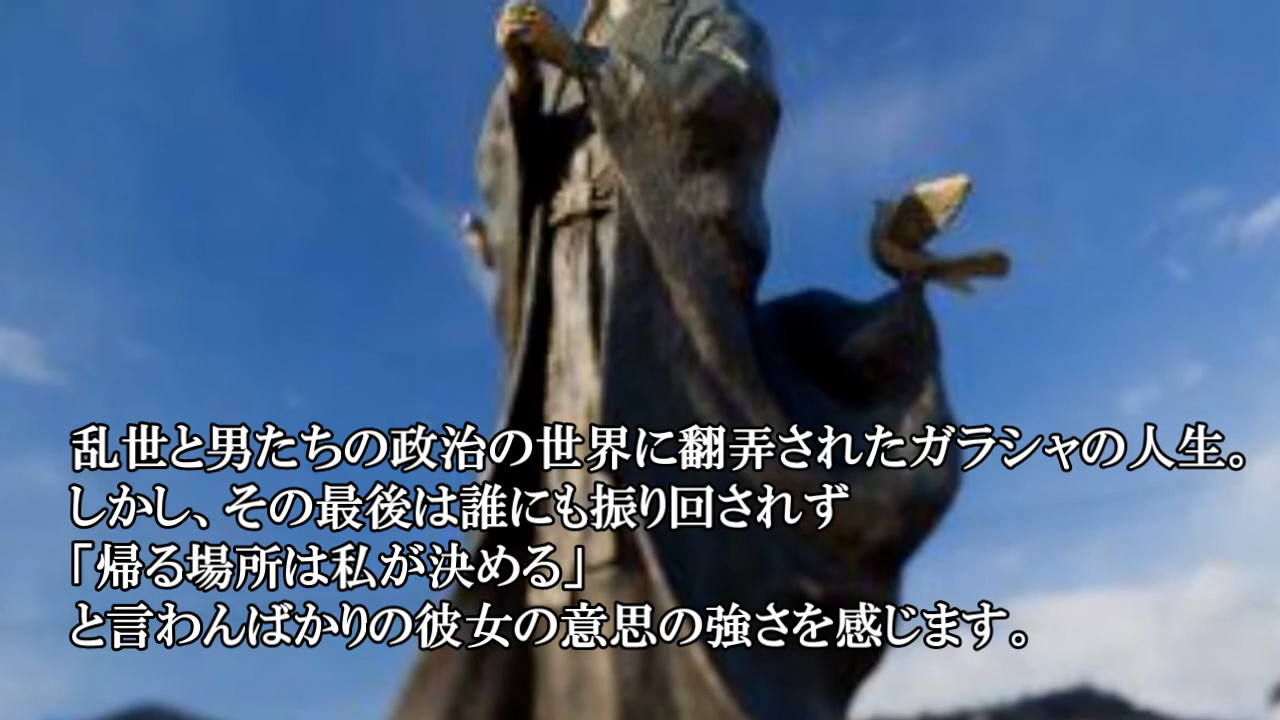 乱世と男たちの政治の世界に翻弄されたガラシャの人生。
しかし、その最後は誰にも振り回されず
「帰る場所は私が決める」
と言わんばかりの彼女の意思の強さを感じます。